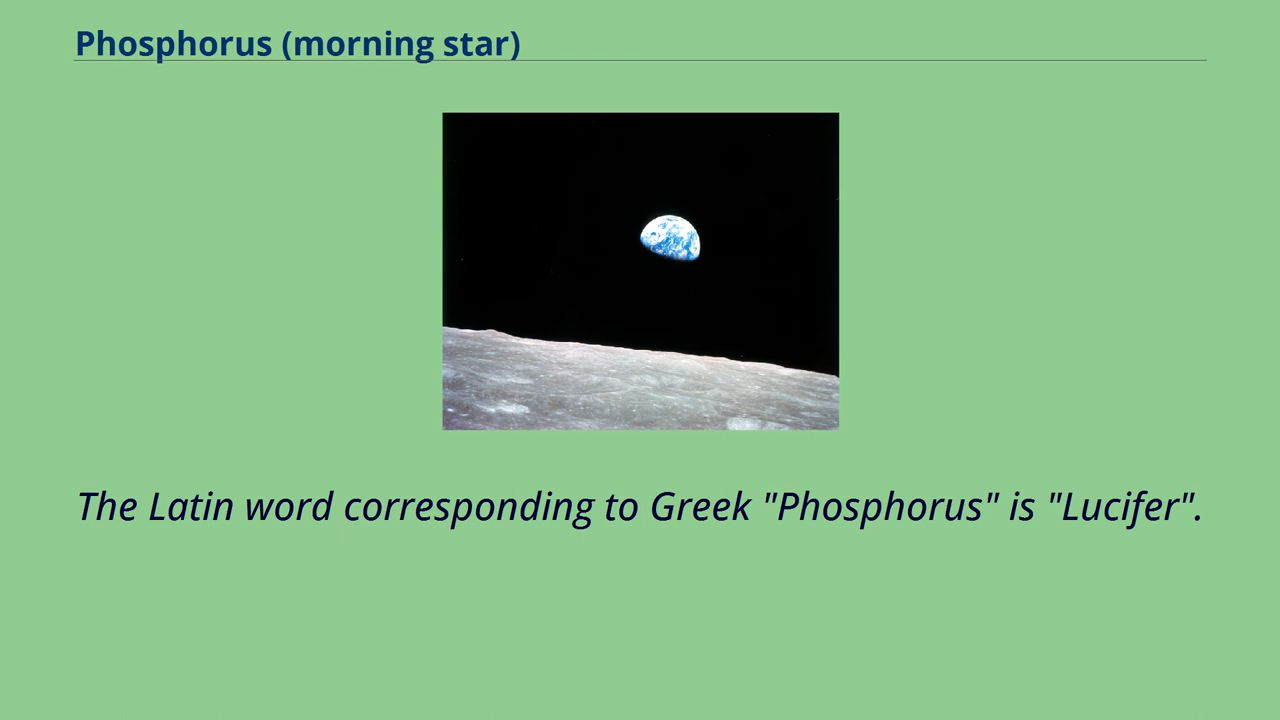 Phosphorus (morning star)
The Latin word corresponding to Greek "Phosphorus" is "Lucifer".